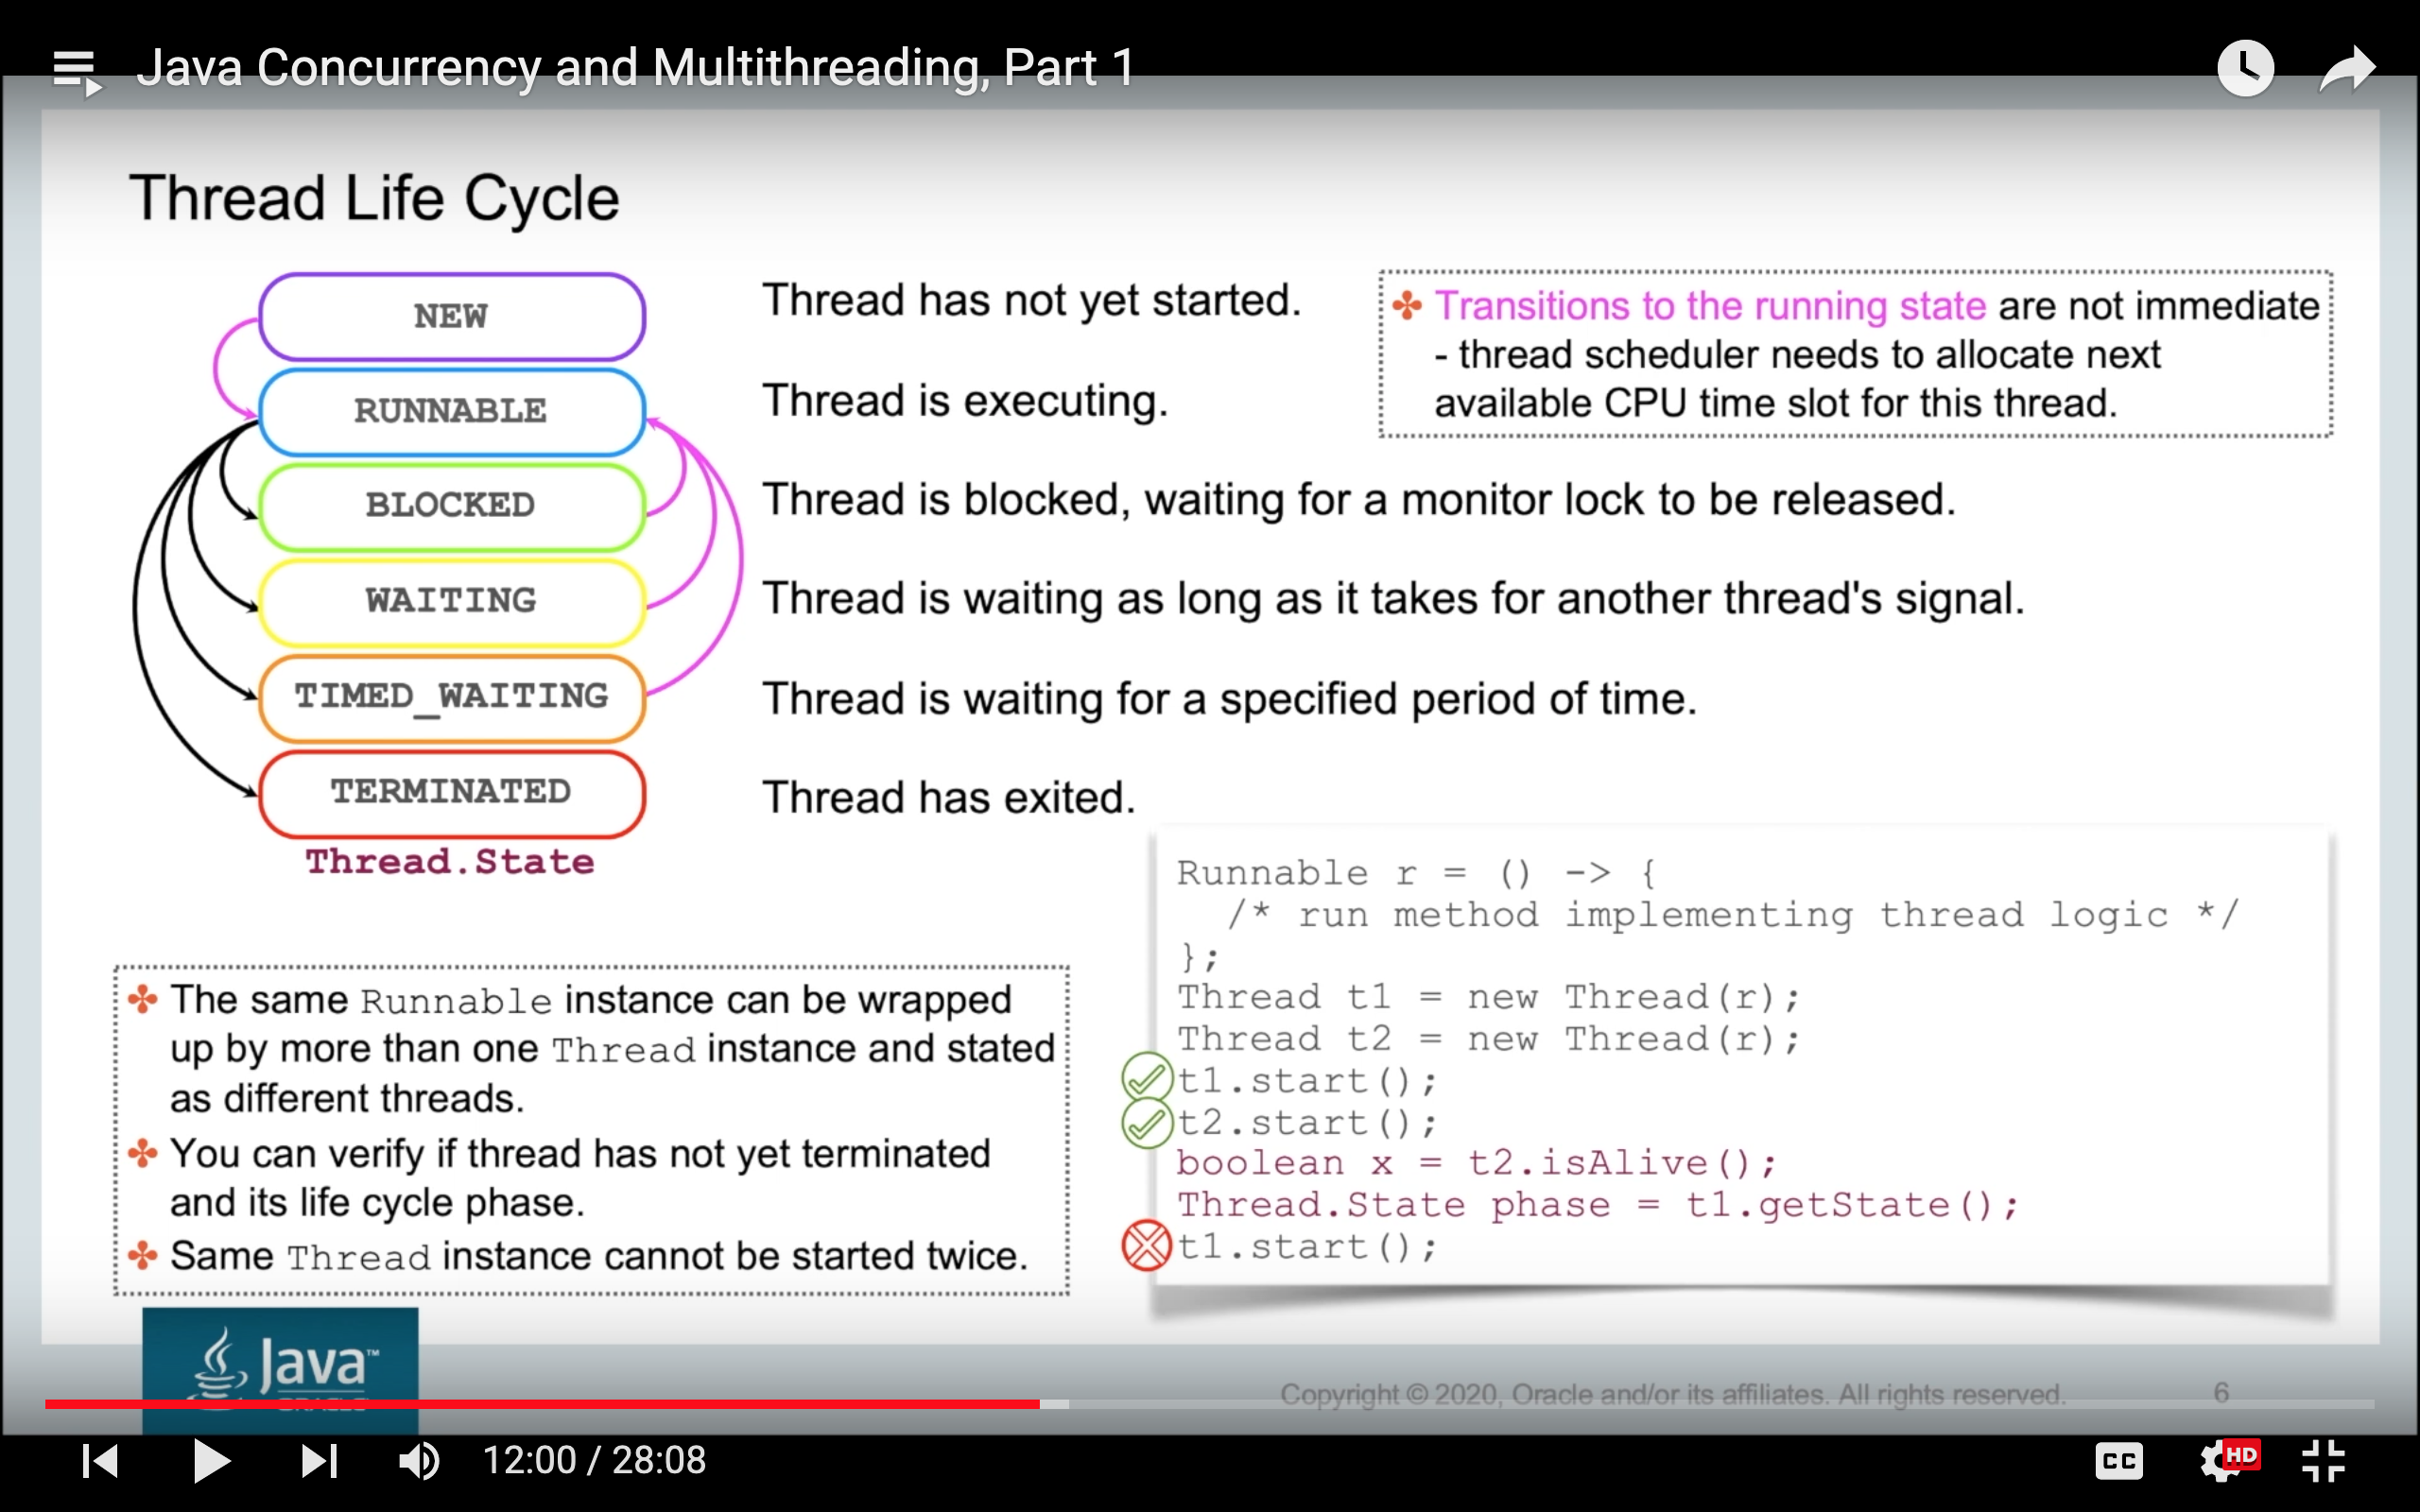 Java Concurrency and Multithreading, Part 1
Thread Life Cycle
NEW
Thread has not yet started.
RUNNABLE
Thread is executing.
BLOCKED
Thread is blocked, waiting for a monitor lock to be released.
WAITING
Thread is waiting as long as it takes for another thread's signal.
TIMED_WAITING
Thread is waiting for a specified period of time.
TERMINATED
Thread has exited.
Thread.State
Transitions to the running state are not immediate
- thread scheduler needs to allocate next
available CPU time slot for this thread.
The same Runnable instance can be wrapped
up by more than one Thread instance and stated
as different threads.
You can verify if thread has not yet terminated
and its life cycle phase.
Same Thread instance cannot be started twice.
Runnable r = () -> {
/* run method implementing thread logic */
};
Thread t1 = new Thread(r);
Thread t2 = new Thread(r);
t1.start();
t2.start();
boolean x = t2.isAlive();
Thread.State phase = t1.getState();
t1.start();
Java™
Copyright © 2020, Oracle and/or its affiliates. All rights reserved.
6
12:00 / 28:08
CC
HD